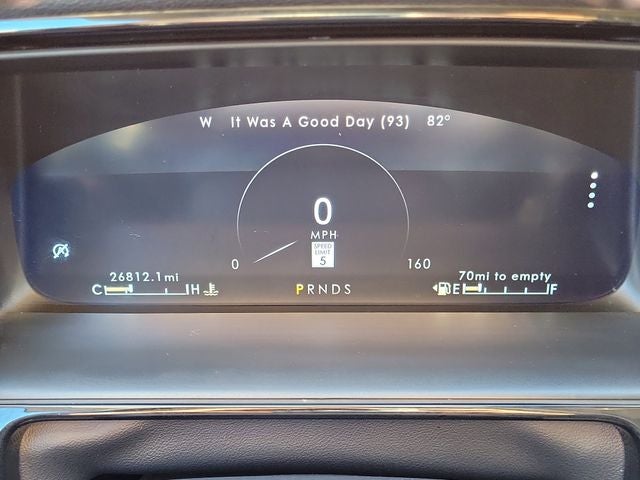 W It Was A Good Day (93) 82°
0
MPH
SPEED
LIMIT
5
0 160
26812.1 mi
70mi to empty
C H
PRNDS
E F